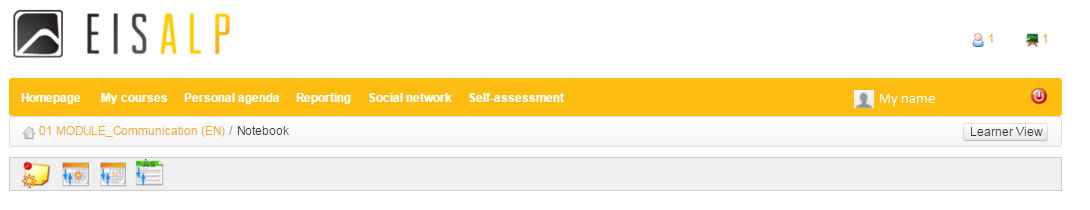 EISALP
1 1
Homepage My courses Personal agenda Reporting Social network Self-assessment My name
01 MODULE_Communication (EN) / Notebook Learner View